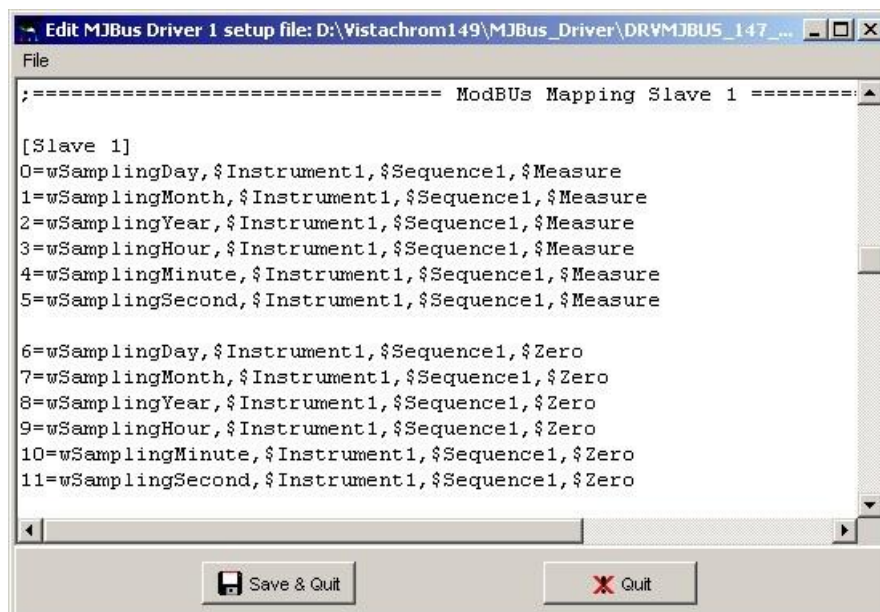 Edit MJBus Driver 1 setup file: D:\Vistachrom149\MJBus_Driver\DRVMJBUS_147_...
File
;================================ ModBUs Mapping Slave 1 =========
[Slave 1]
0=wSamplingDay,$Instrument1,$Sequence1,$Measure
1=wSamplingMonth,$Instrument1,$Sequence1,$Measure
2=wSamplingYear,$Instrument1,$Sequence1,$Measure
3=wSamplingHour,$Instrument1,$Sequence1,$Measure
4=wSamplingMinute,$Instrument1,$Sequence1,$Measure
5=wSamplingSecond,$Instrument1,$Sequence1,$Measure
6=wSamplingDay,$Instrument1,$Sequence1,$Zero
7=wSamplingMonth,$Instrument1,$Sequence1,$Zero
8=wSamplingYear,$Instrument1,$Sequence1,$Zero
9=wSamplingHour,$Instrument1,$Sequence1,$Zero
10=wSamplingMinute,$Instrument1,$Sequence1,$Zero
11=wSamplingSecond,$Instrument1,$Sequence1,$Zero
Save & Quit
Quit